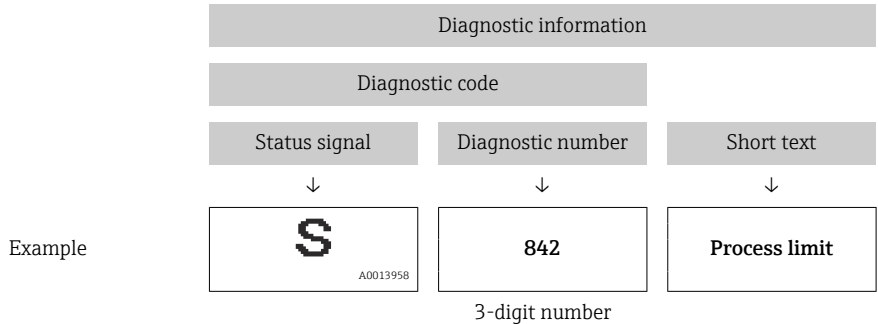 Diagnostic information
Diagnostic code
Status signal Diagnostic number Short text
↓ ↓ ↓
Example S 842 Process limit
A0013958
3-digit number